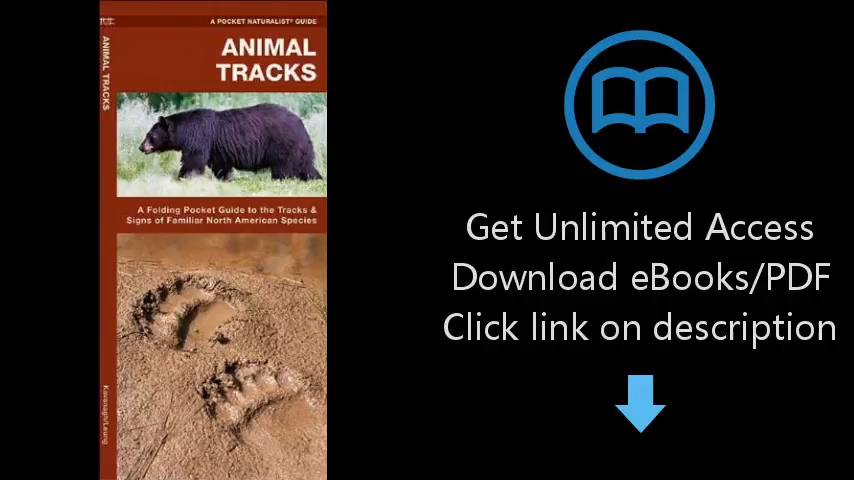 A POCKET NATURALIST® GUIDE
ANIMAL TRACKS
ANIMAL
TRACKS
A Folding Pocket Guide to the Tracks &
Signs of Familiar North American Species
Kavanagh/Leung
Get Unlimited Access
Download eBooks/PDF
Click link on description